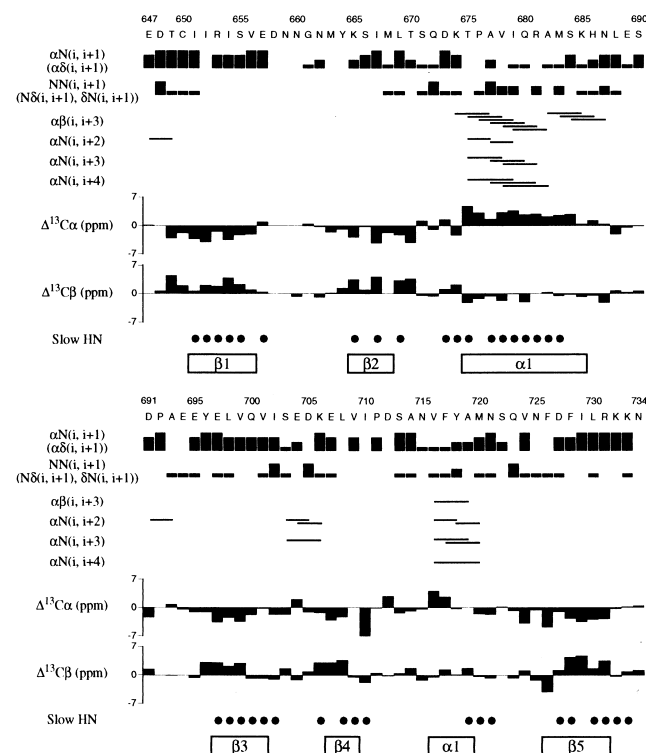 647 650 655 660 665 670 675 680 685 690
E D T C I I R I S V E D N N G N M Y K S I M L T S Q D K T P A V I Q R A M S K H N L E S
αN(i, i+1)
(αδ(i, i+1))
NN(i, i+1)
(Nδ(i, i+1), δN(i, i+1))
αβ(i, i+3)
αN(i, i+2)
αN(i, i+3)
αN(i, i+4)
7
Δ¹³Cα (ppm)
-7
7
Δ¹³Cβ (ppm)
-7
Slow HN
β1 β2 α1
691 695 700 705 710 715 720 725 730 734
D P A E E Y E L V Q V I S E D K E L V I P D S A N V F Y A M N S Q V N F D F I L R K K N
αN(i, i+1)
(αδ(i, i+1))
NN(i, i+1)
(Nδ(i, i+1), δN(i, i+1))
αβ(i, i+3)
αN(i, i+2)
αN(i, i+3)
αN(i, i+4)
7
Δ¹³Cα (ppm)
0
-7
7
Δ¹³Cβ (ppm)
-7
Slow HN
β3 β4 α1 β5